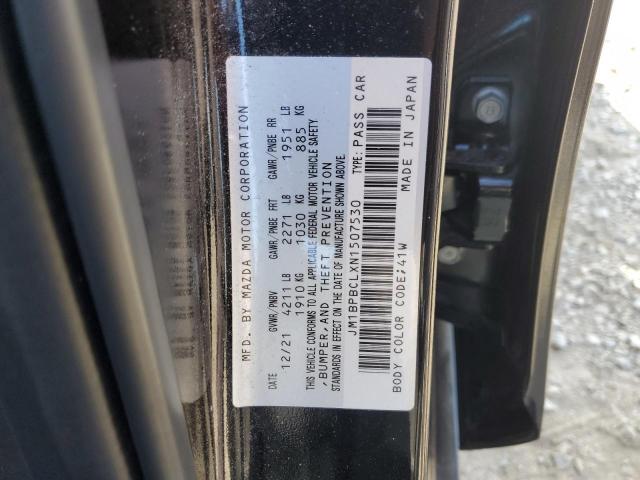 MFD. BY MAZDA MOTOR CORPORATION
DATE GVWR/PNBV GAWR/PNBE FRT GAWR/PNBE RR
12/21 4211 LB 2271 LB 1951 LB
1910 KG 1030 KG 885 KG
THIS VEHICLE CONFORMS TO ALL APPLICABLE FEDERAL MOTOR VEHICLE SAFETY
,BUMPER,AND THEFT PREVENTION
STANDARDS IN EFFECT ON THE DATE OF MANUFACTURE SHOWN ABOVE.
JM1BPBCLXN1507530 TYPE: PASS CAR
MADE IN JAPAN
BODY COLOR CODE;41W